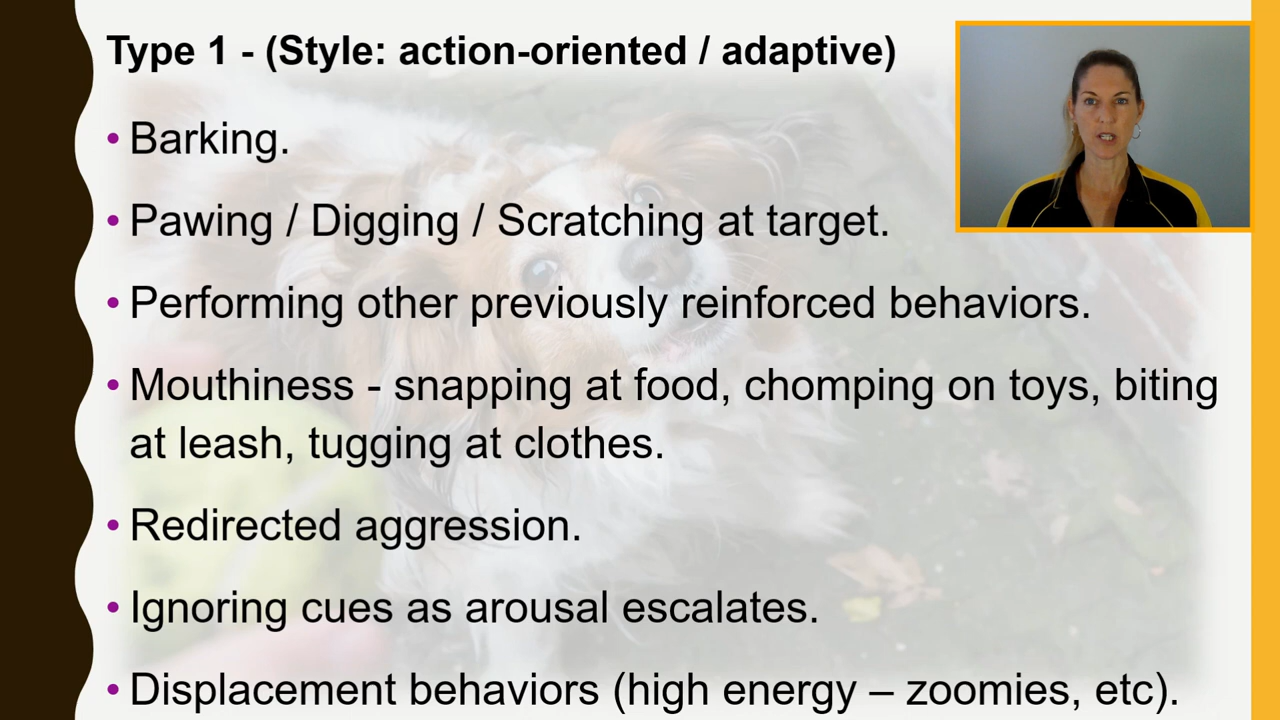 Type 1 - (Style: action-oriented / adaptive)
• Barking.
• Pawing / Digging / Scratching at target.
• Performing other previously reinforced behaviors.
• Mouthiness - snapping at food, chomping on toys, biting
at leash, tugging at clothes.
• Redirected aggression.
• Ignoring cues as arousal escalates.
• Displacement behaviors (high energy – zoomies, etc).